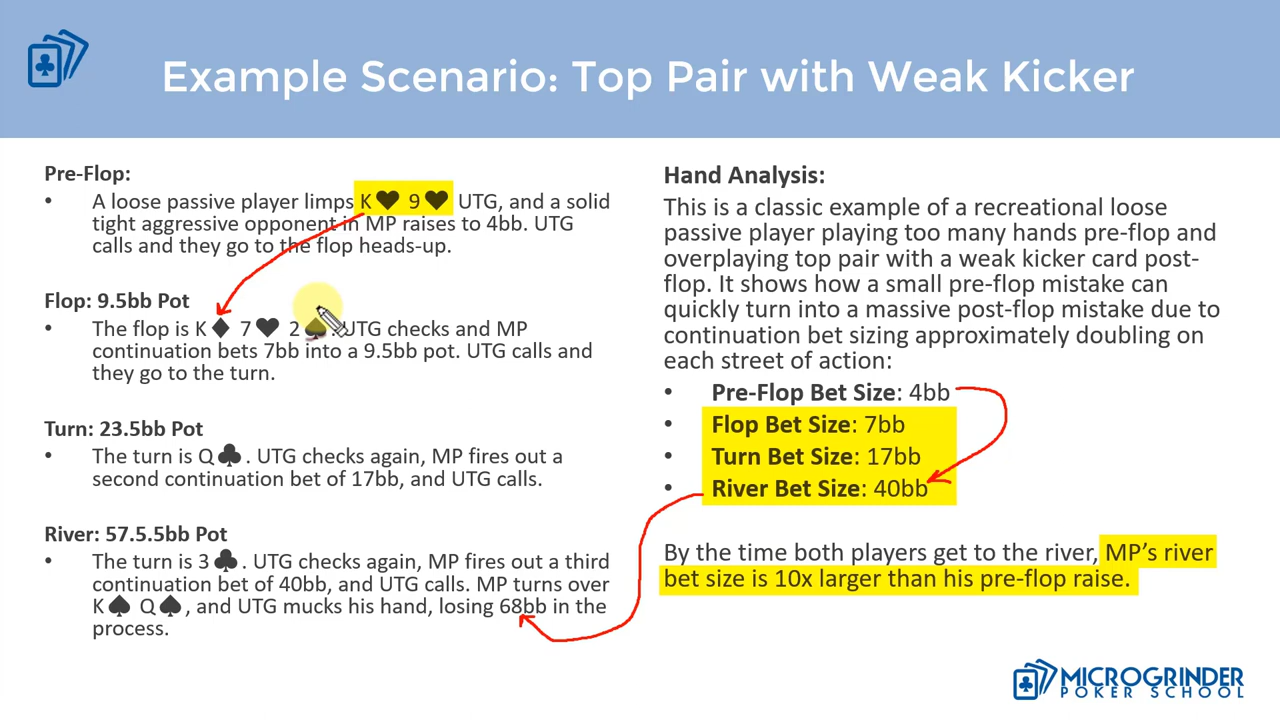 Example Scenario: Top Pair with Weak Kicker
Pre-Flop:
• A loose passive player limps K♥ 9♥ UTG, and a solid
tight aggressive opponent in MP raises to 4bb. UTG
calls and they go to the flop heads-up.
Flop: 9.5bb Pot
• The flop is K♦ 7♥ 2♠. UTG checks and MP
continuation bets 7bb into a 9.5bb pot. UTG calls and
they go to the turn.
Turn: 23.5bb Pot
• The turn is Q♣. UTG checks again, MP fires out a
second continuation bet of 17bb, and UTG calls.
River: 57.5.5bb Pot
• The turn is 3♣. UTG checks again, MP fires out a third
continuation bet of 40bb, and UTG calls. MP turns over
K♠ Q♠, and UTG mucks his hand, losing 68bb in the
process.
Hand Analysis:
This is a classic example of a recreational loose
passive player playing too many hands pre-flop and
overplaying top pair with a weak kicker card post-
flop. It shows how a small pre-flop mistake can
quickly turn into a massive post-flop mistake due to
continuation bet sizing approximately doubling on
each street of action:
• Pre-Flop Bet Size: 4bb
• Flop Bet Size: 7bb
• Turn Bet Size: 17bb
• River Bet Size: 40bb
By the time both players get to the river, MP's river
bet size is 10x larger than his pre-flop raise.
MICROGRINDER
POKER SCHOOL